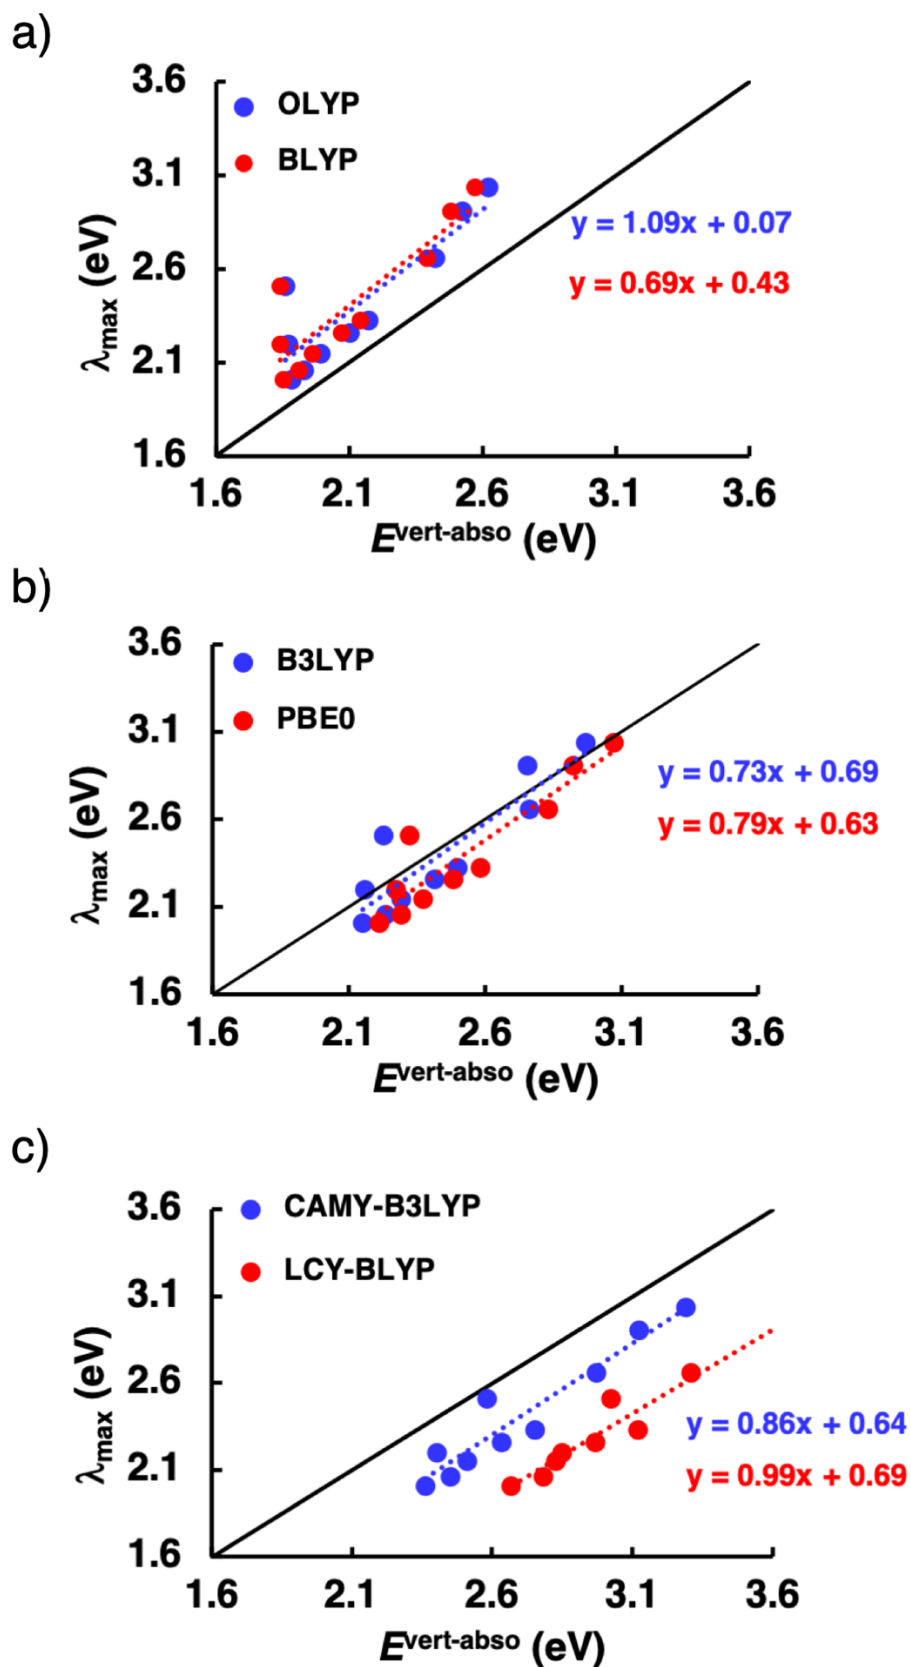 a)
3.6
OLYP
BLYP
3.1
2.6
2.1
1.6
λmax (eV)
y = 1.09x + 0.07
y = 0.69x + 0.43
1.6 2.1 2.6 3.1 3.6
Evert-abso (eV)
b)
3.6
B3LYP
PBE0
3.1
2.6
2.1
1.6
λmax (eV)
y = 0.73x + 0.69
y = 0.79x + 0.63
1.6 2.1 2.6 3.1 3.6
Evert-abso (eV)
c)
3.6
CAMY-B3LYP
LCY-BLYP
3.1
2.6
2.1
1.6
λmax (eV)
y = 0.86x + 0.64
y = 0.99x + 0.69
1.6 2.1 2.6 3.1 3.6
Evert-abso (eV)